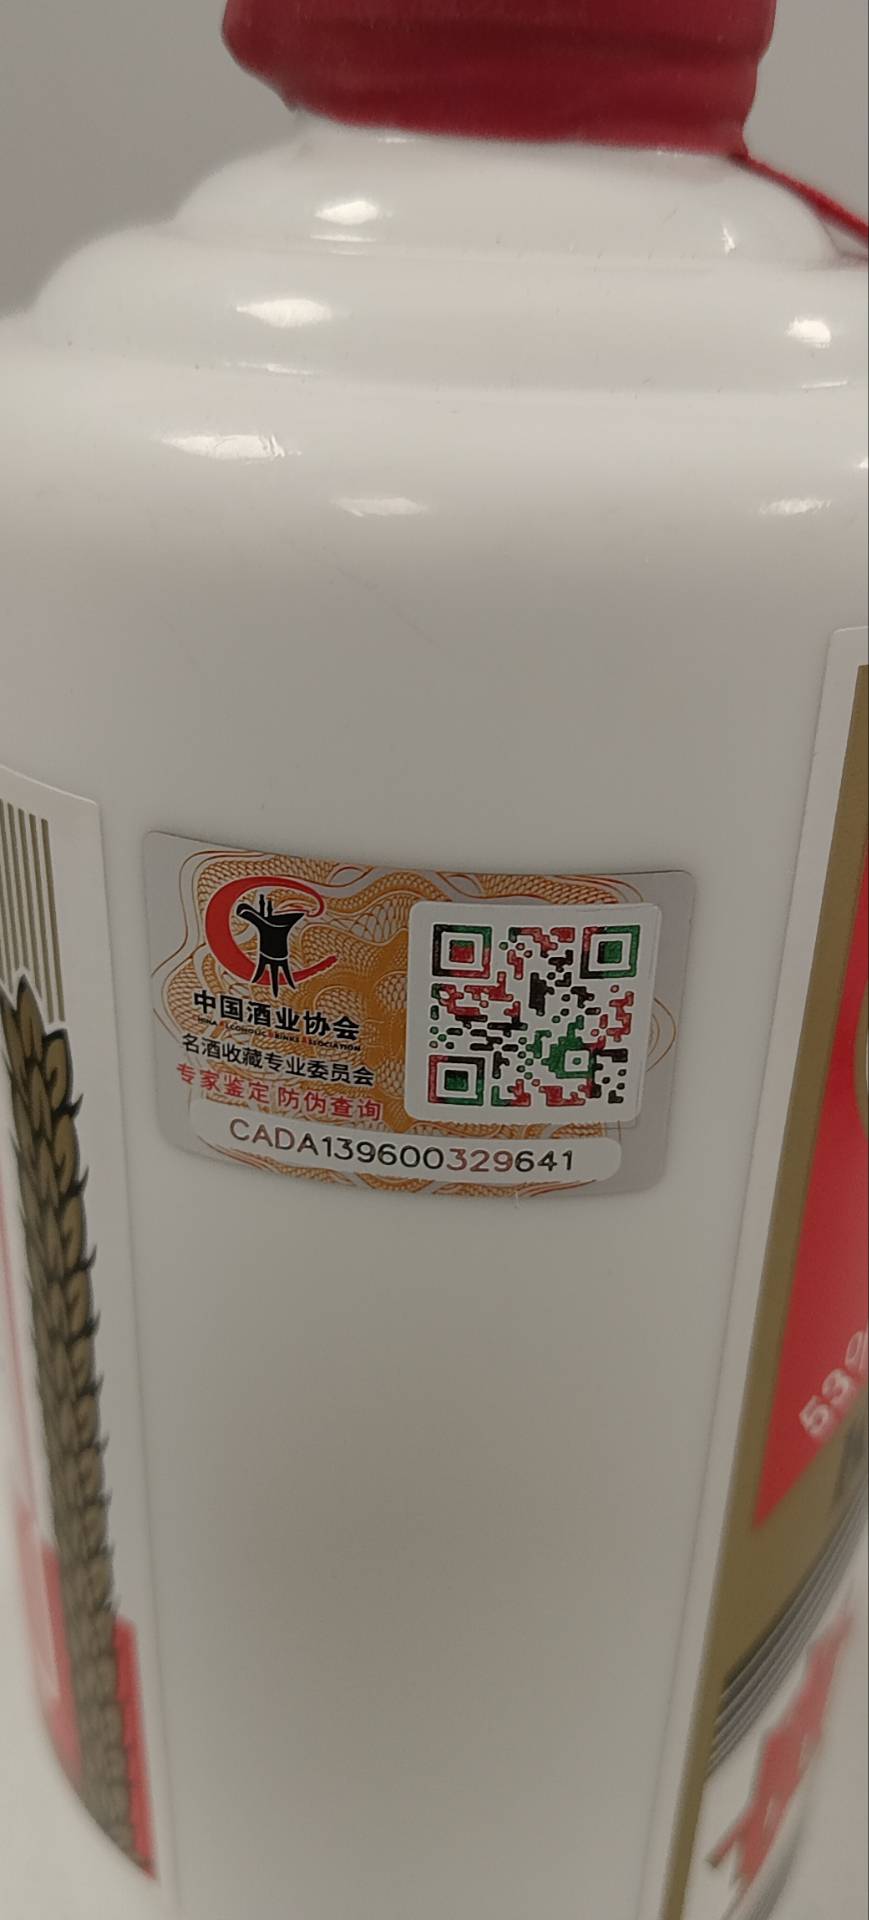 中国酒业协会
名酒收藏专业委员会
专家鉴定 防伪查询
CADA139600329641
53%